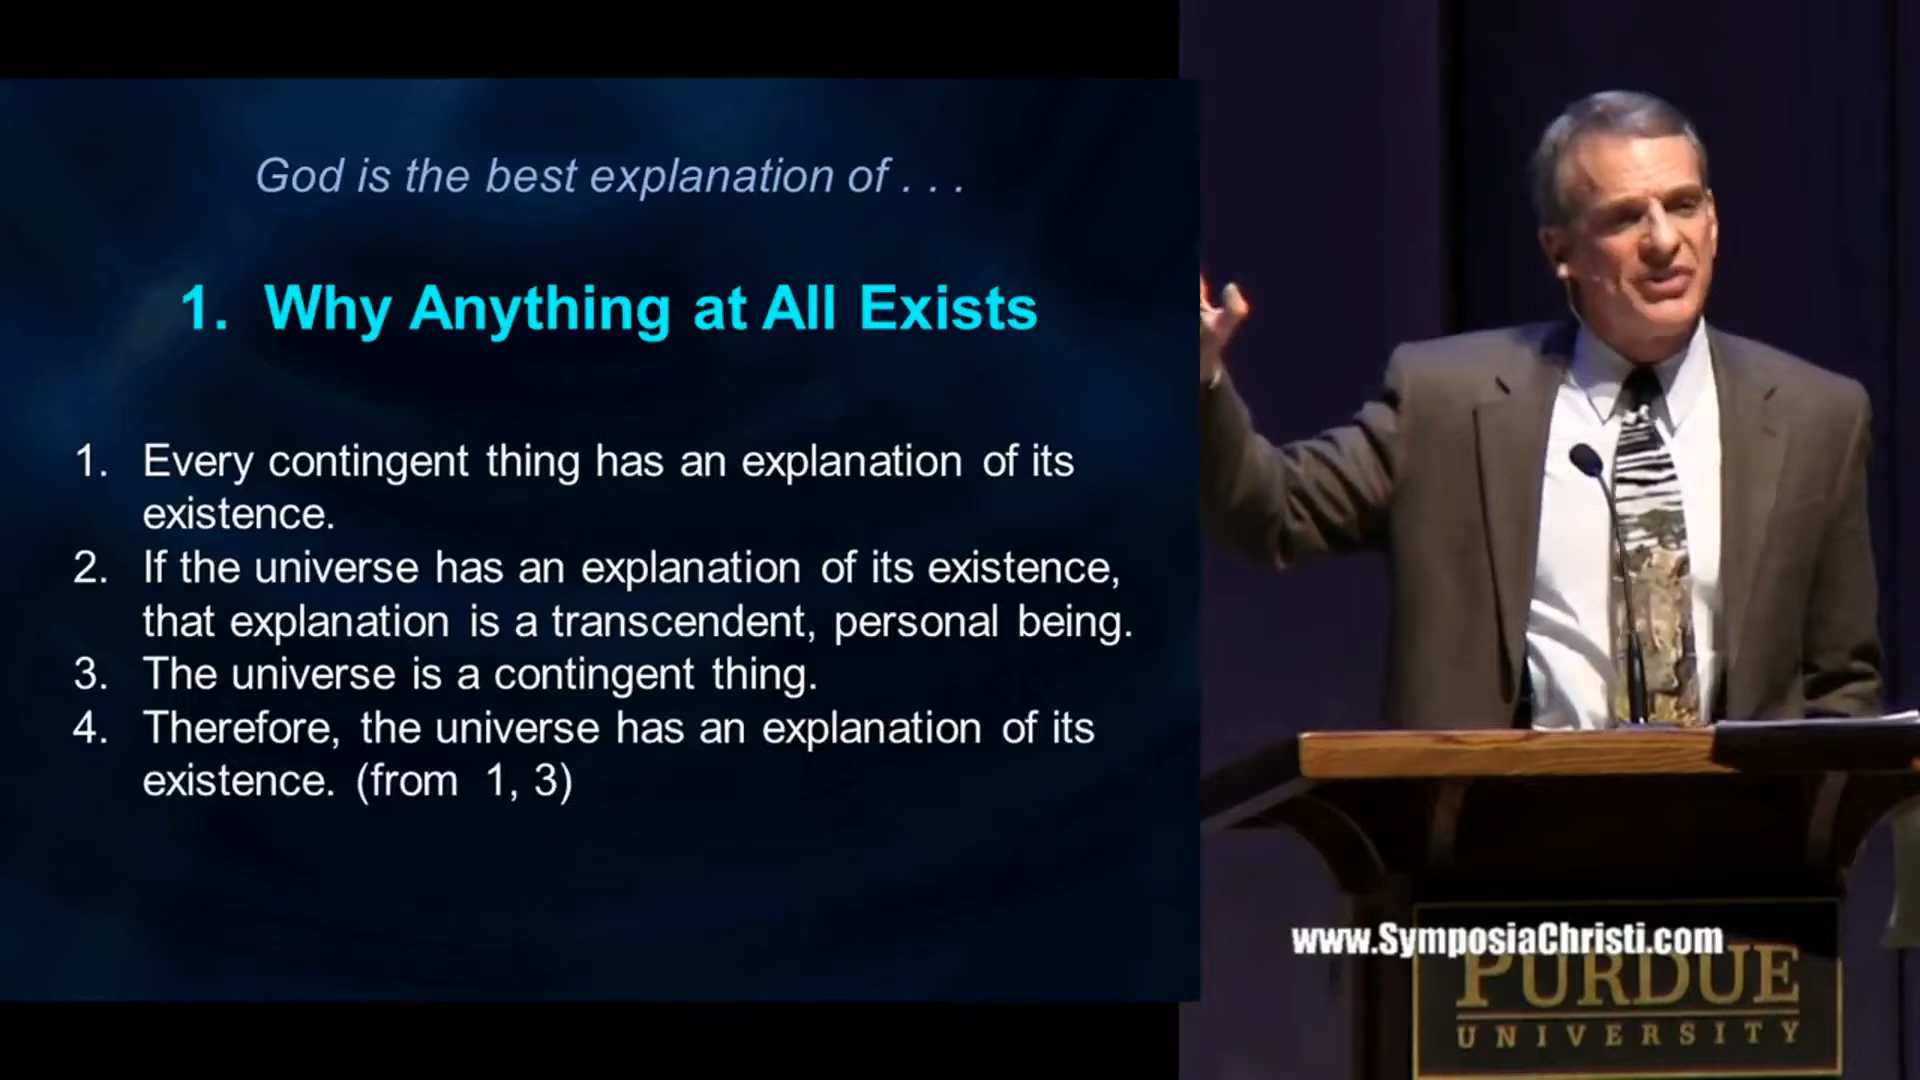 God is the best explanation of . . .
1. Why Anything at All Exists
1. Every contingent thing has an explanation of its
existence.
2. If the universe has an explanation of its existence,
that explanation is a transcendent, personal being.
3. The universe is a contingent thing.
4. Therefore, the universe has an explanation of its
existence. (from 1, 3)
www.SymposiaChristi.com
PURDUE
UNIVERSITY